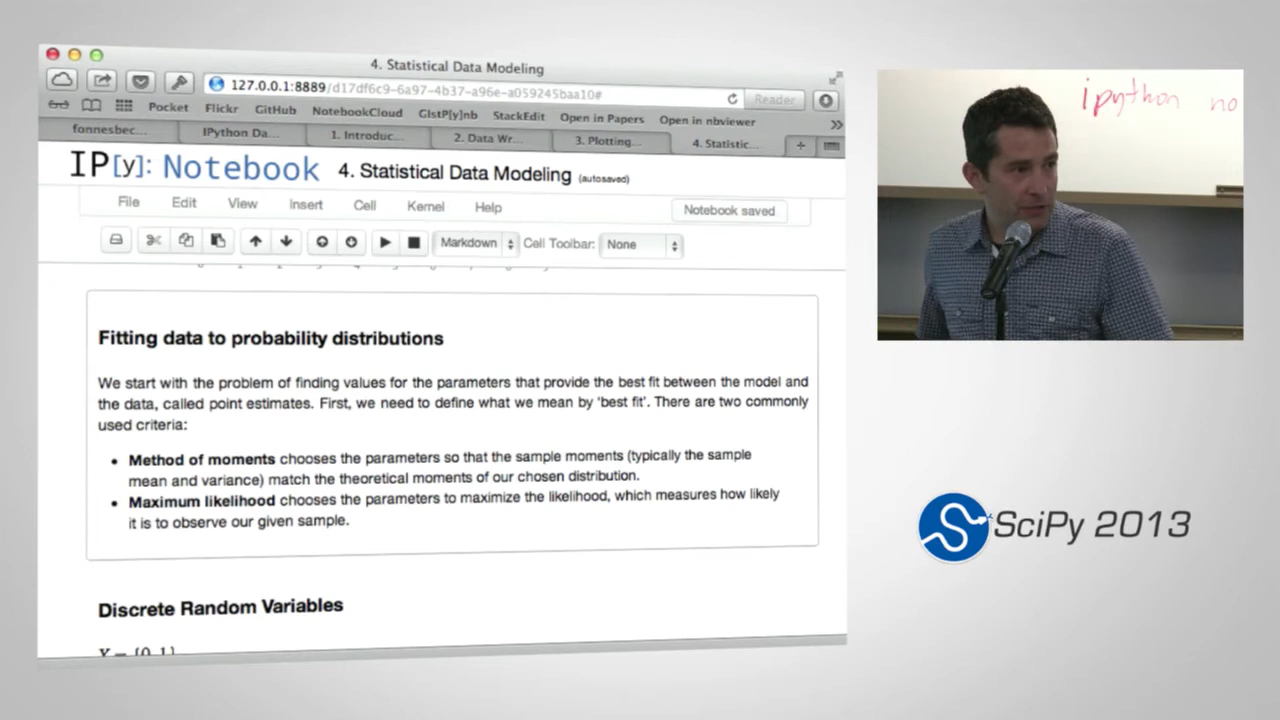 4. Statistical Data Modeling
127.0.0.1:8889/d17df6c9-6a97-4b37-a96e-a059245baa10#
Reader
Pocket Flickr GitHub NotebookCloud GistP[y]nb StackEdit Open in Papers Open in nbviewer
fonnesbec... IPython Da... 1. Introduc... 2. Data Wr... 3. Plotting... 4. Statistic...
IP[y]: Notebook 4. Statistical Data Modeling (autosaved)
File Edit View Insert Cell Kernel Help Notebook saved
Markdown Cell Toolbar: None
Fitting data to probability distributions
We start with the problem of finding values for the parameters that provide the best fit between the model and
the data, called point estimates. First, we need to define what we mean by 'best fit'. There are two commonly
used criteria:
• Method of moments chooses the parameters so that the sample moments (typically the sample
mean and variance) match the theoretical moments of our chosen distribution.
• Maximum likelihood chooses the parameters to maximize the likelihood, which measures how likely
it is to observe our given sample.
Discrete Random Variables
ipython no
SciPy 2013